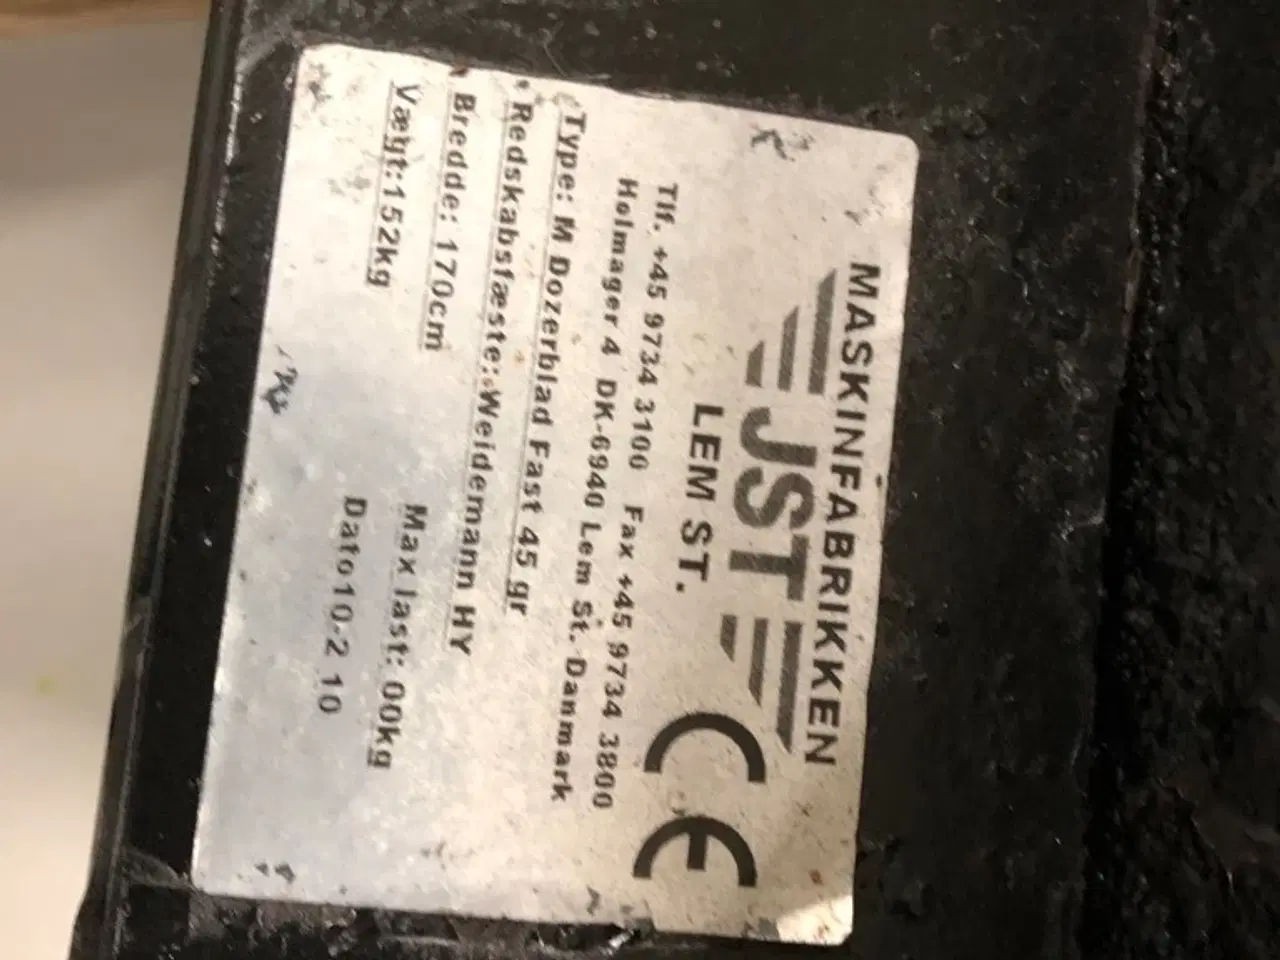 MASKINFABRIKKEN
JST
LEM ST.
CE
Tlf. +45 9734 3100 Fax +45 9734 3800
Holmager 4 DK-6940 Lem St. Danmark
Type: M Dozerblad Fast 45 gr
Redskabsfæste: Weidemann HY
Bredde: 170cm
Max last: 00kg
Vægt:152kg
Dato10-2 10